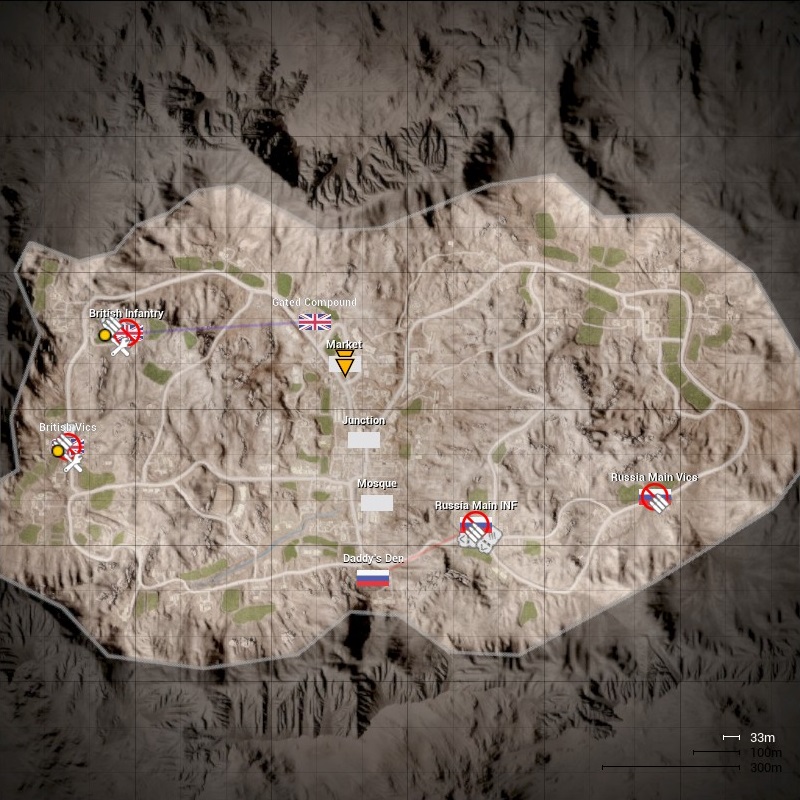 Gated Compound
British Infantry
Market
Junction
British Vics
Russia Main Vics
Mosque
Russia Main INF
Daddy's Den
33m
100m
300m